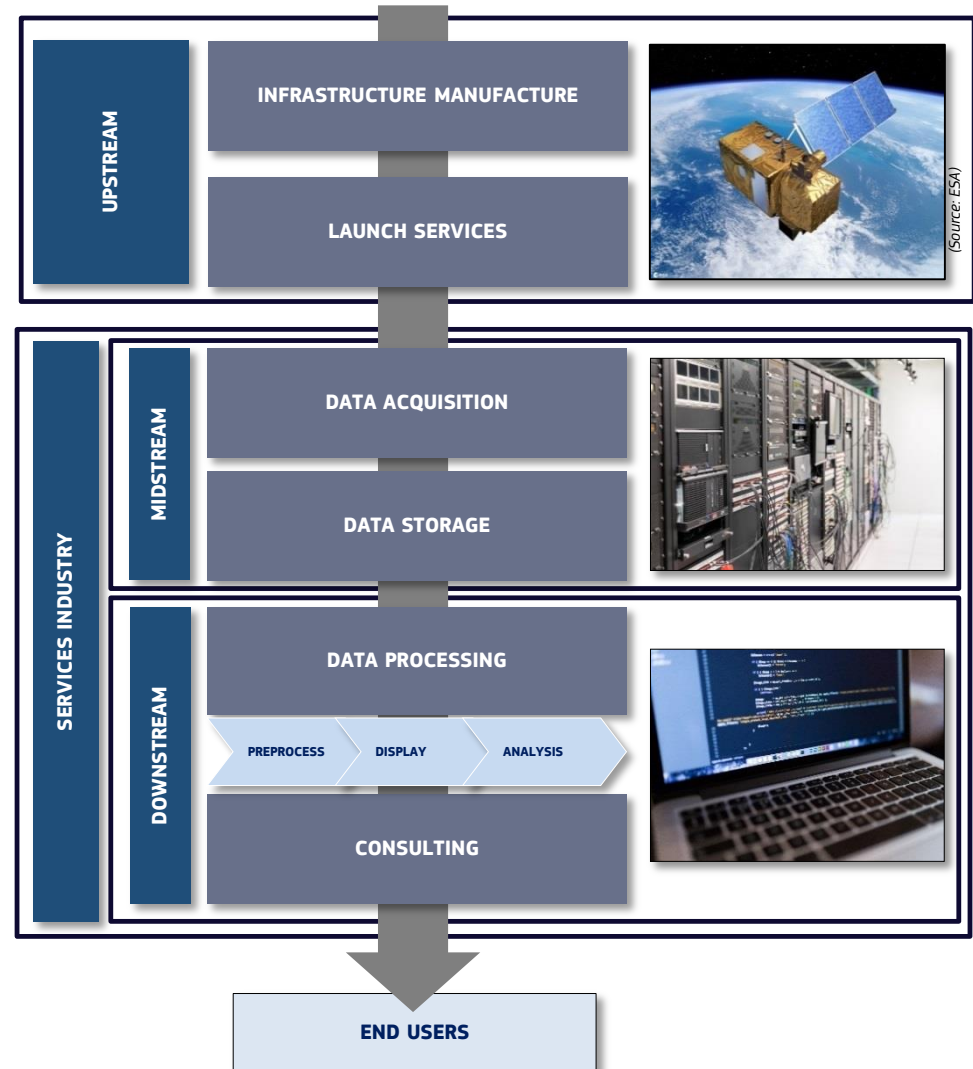 UPSTREAM
INFRASTRUCTURE MANUFACTURE
LAUNCH SERVICES
(Source: ESA)
SERVICES INDUSTRY
MIDSTREAM
DATA ACQUISITION
DATA STORAGE
DOWNSTREAM
DATA PROCESSING
PREPROCESS
DISPLAY
ANALYSIS
CONSULTING
END USERS